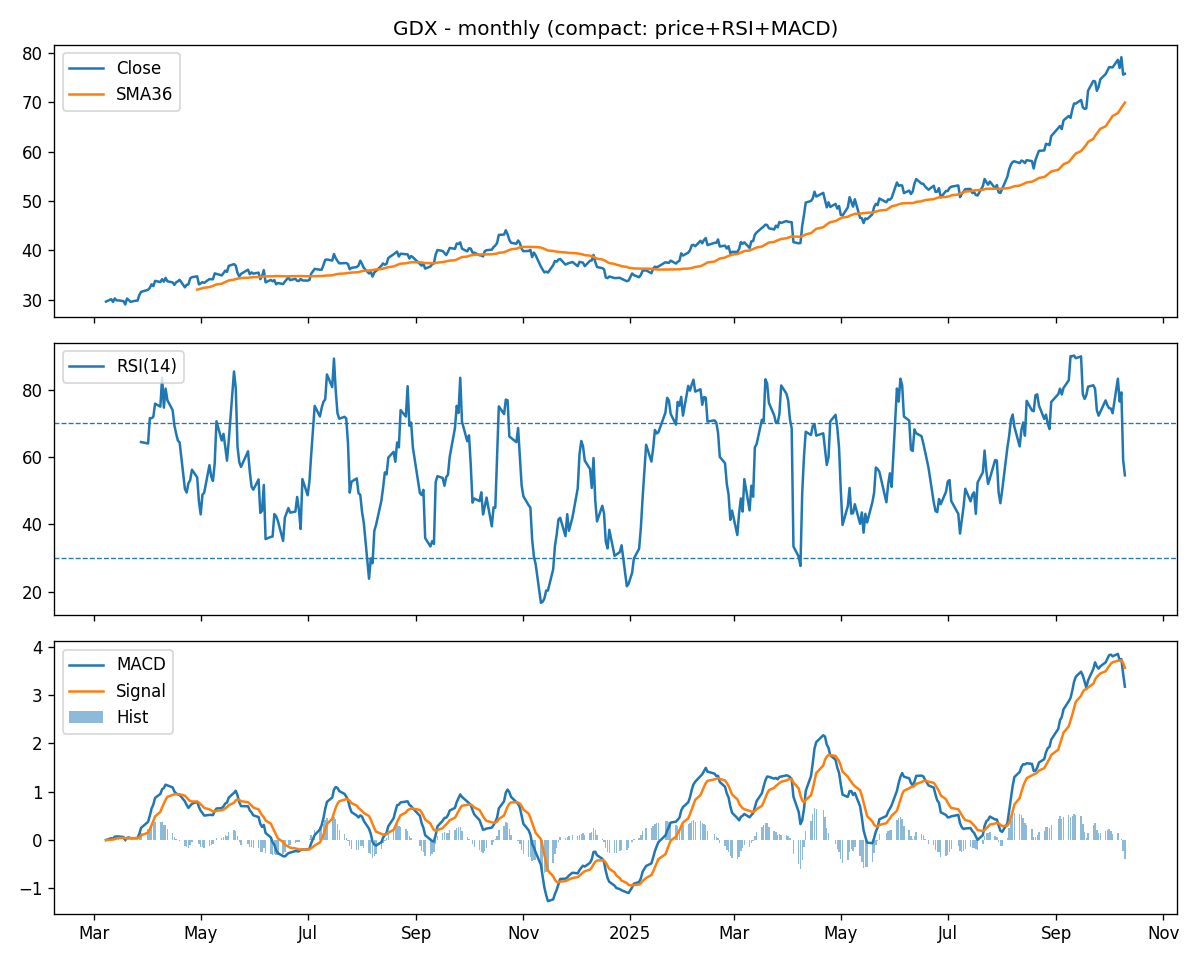 GDX - monthly (compact: price+RSI+MACD)
80
70
60
50
40
30
Close
SMA36
80
60
40
20
RSI(14)
4
3
2
1
0
−1
MACD
Signal
Hist
Mar May Jul Sep Nov 2025 Mar May Jul Sep Nov